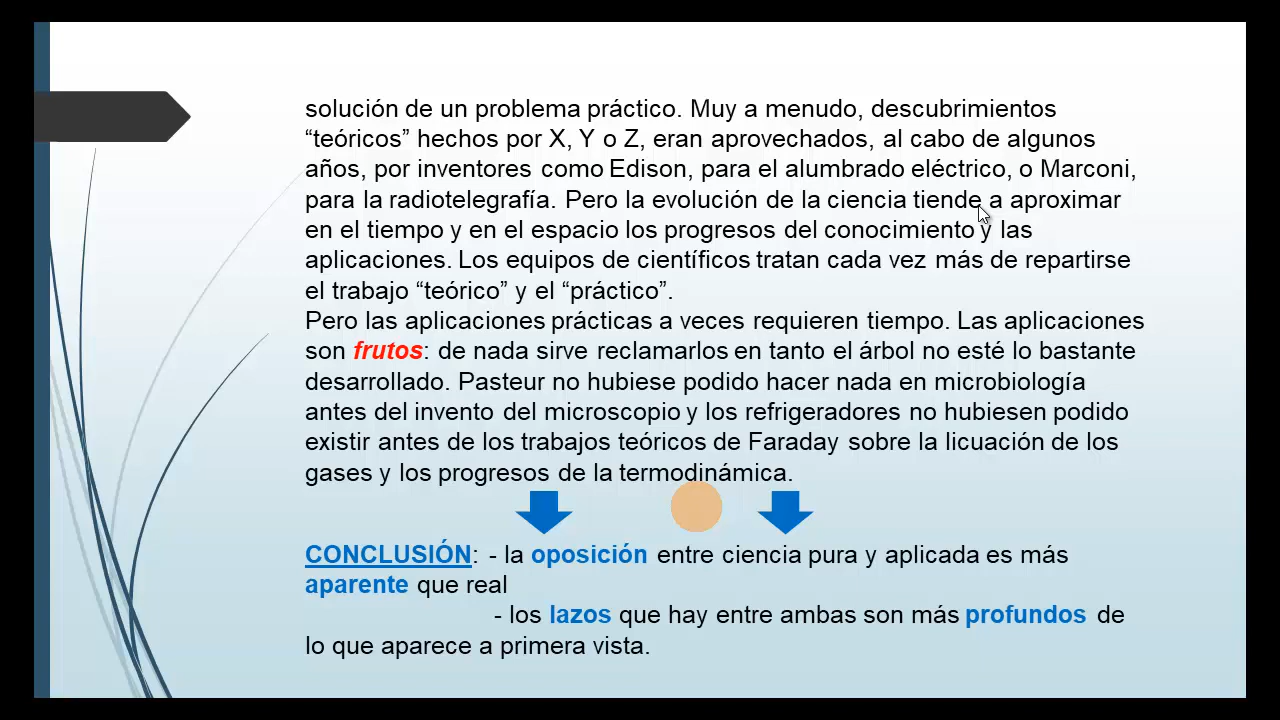 solución de un problema práctico. Muy a menudo, descubrimientos
“teóricos” hechos por X, Y o Z, eran aprovechados, al cabo de algunos
años, por inventores como Edison, para el alumbrado eléctrico, o Marconi,
para la radiotelegrafía. Pero la evolución de la ciencia tiende a aproximar
en el tiempo y en el espacio los progresos del conocimiento y las
aplicaciones. Los equipos de científicos tratan cada vez más de repartirse
el trabajo “teórico” y el “práctico”.
Pero las aplicaciones prácticas a veces requieren tiempo. Las aplicaciones
son frutos: de nada sirve reclamarlos en tanto el árbol no esté lo bastante
desarrollado. Pasteur no hubiese podido hacer nada en microbiología
antes del invento del microscopio y los refrigeradores no hubiesen podido
existir antes de los trabajos teóricos de Faraday sobre la licuación de los
gases y los progresos de la termodinámica.
CONCLUSIÓN: - la oposición entre ciencia pura y aplicada es más
aparente que real
- los lazos que hay entre ambas son más profundos de
lo que aparece a primera vista.